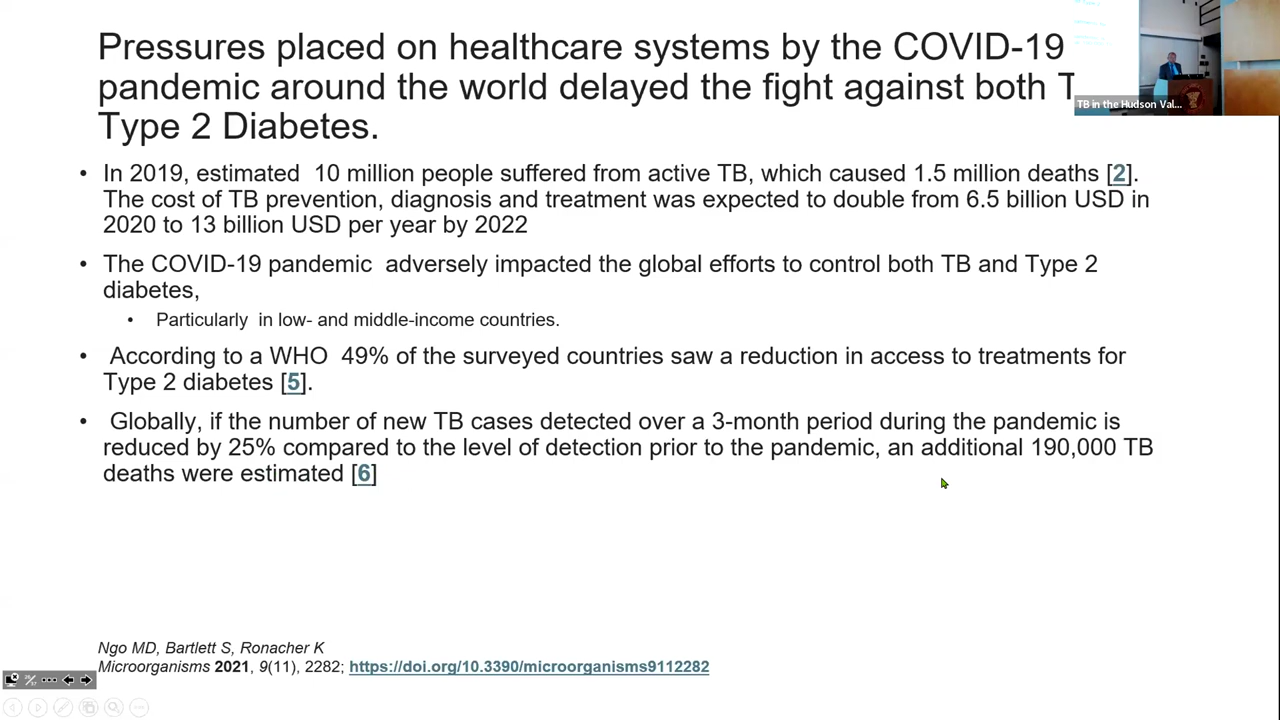 Pressures placed on healthcare systems by the COVID-19
pandemic around the world delayed the fight against both T
Type 2 Diabetes.
TB in the Hudson Val...
• In 2019, estimated 10 million people suffered from active TB, which caused 1.5 million deaths [2].
The cost of TB prevention, diagnosis and treatment was expected to double from 6.5 billion USD in
2020 to 13 billion USD per year by 2022
• The COVID-19 pandemic adversely impacted the global efforts to control both TB and Type 2
diabetes,
• Particularly in low- and middle-income countries.
• According to a WHO 49% of the surveyed countries saw a reduction in access to treatments for
Type 2 diabetes [5].
• Globally, if the number of new TB cases detected over a 3-month period during the pandemic is
reduced by 25% compared to the level of detection prior to the pandemic, an additional 190,000 TB
deaths were estimated [6]
Ngo MD, Bartlett S, Ronacher K
Microorganisms 2021, 9(11), 2282; https://doi.org/10.3390/microorganisms9112282